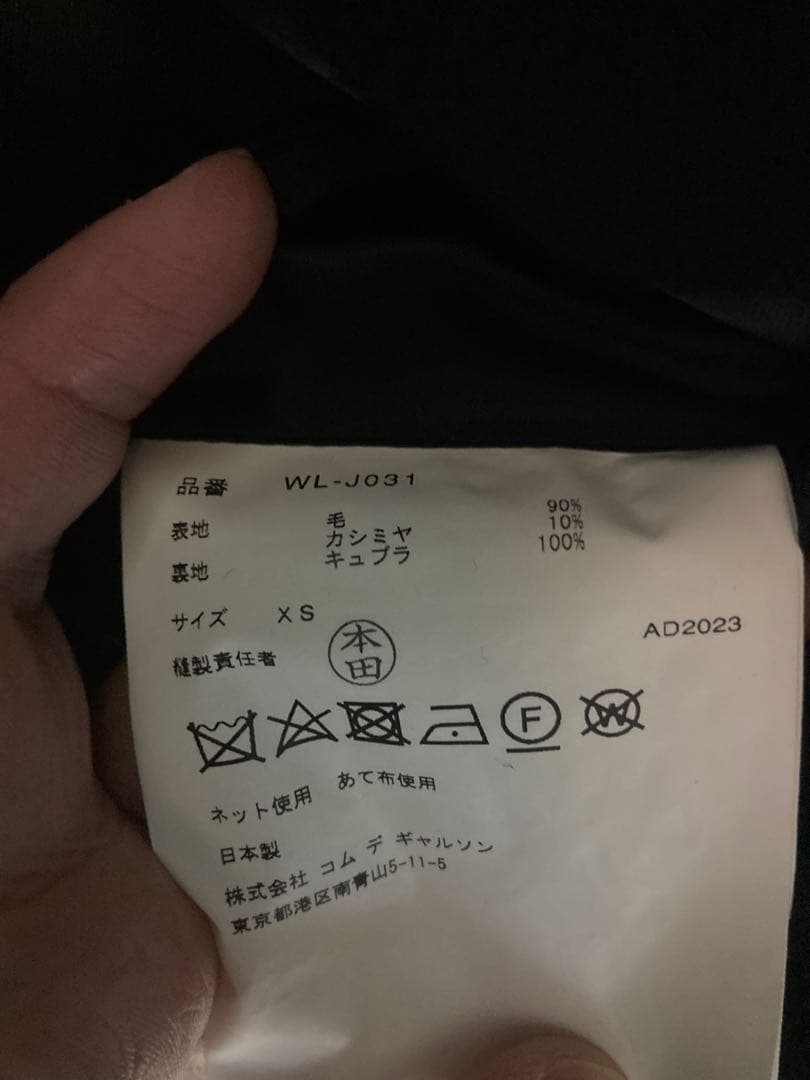 品番 WL-J031
表地 毛 90%
カシミヤ 10%
裏地 キュプラ 100%
サイズ XS
AD2023
縫製責任者 本田
F W
ネット使用 あて布使用
日本製
株式会社 コム デ ギャルソン
東京都港区南青山5-11-5